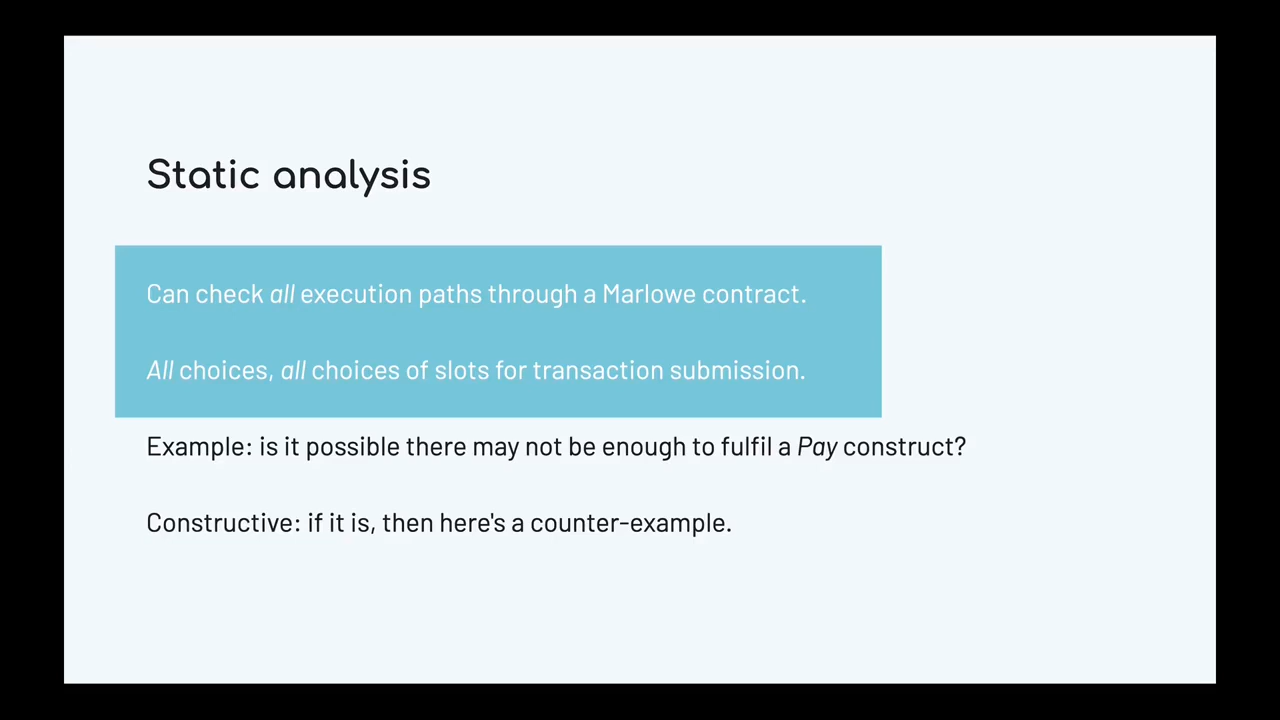 Static analysis
Can check all execution paths through a Marlowe contract.
All choices, all choices of slots for transaction submission.
Example: is it possible there may not be enough to fulfil a Pay construct?
Constructive: if it is, then here's a counter-example.